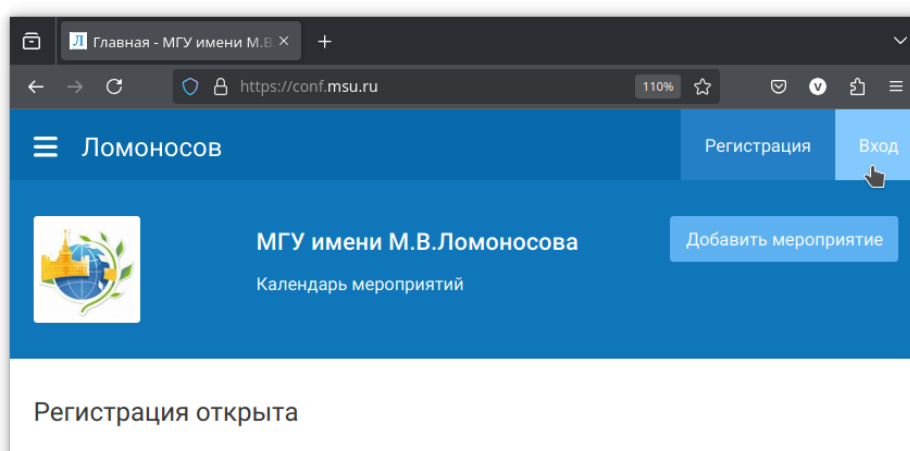 Л Главная - МГУ имени М.В
https://conf.msu.ru
110%
V
Ломоносов
Регистрация
Вход
МГУ имени М.В.Ломоносова
Добавить мероприятие
Календарь мероприятий
Регистрация открыта